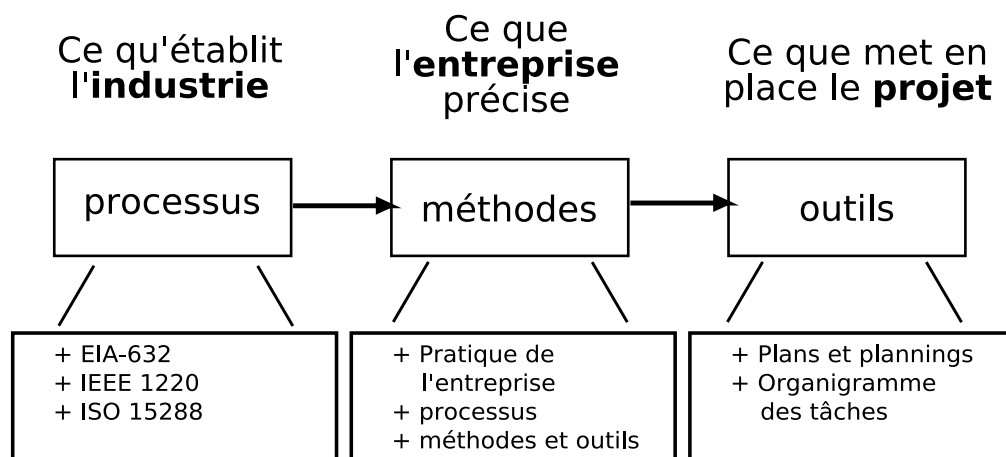 Ce qu'établit
l'industrie
Ce que
l'entreprise
précise
Ce que met en
place le projet
processus
méthodes
outils
+ EIA-632
+ IEEE 1220
+ ISO 15288
+ Pratique de
l'entreprise
+ processus
+ méthodes et outils
+ Plans et plannings
+ Organigramme
des tâches